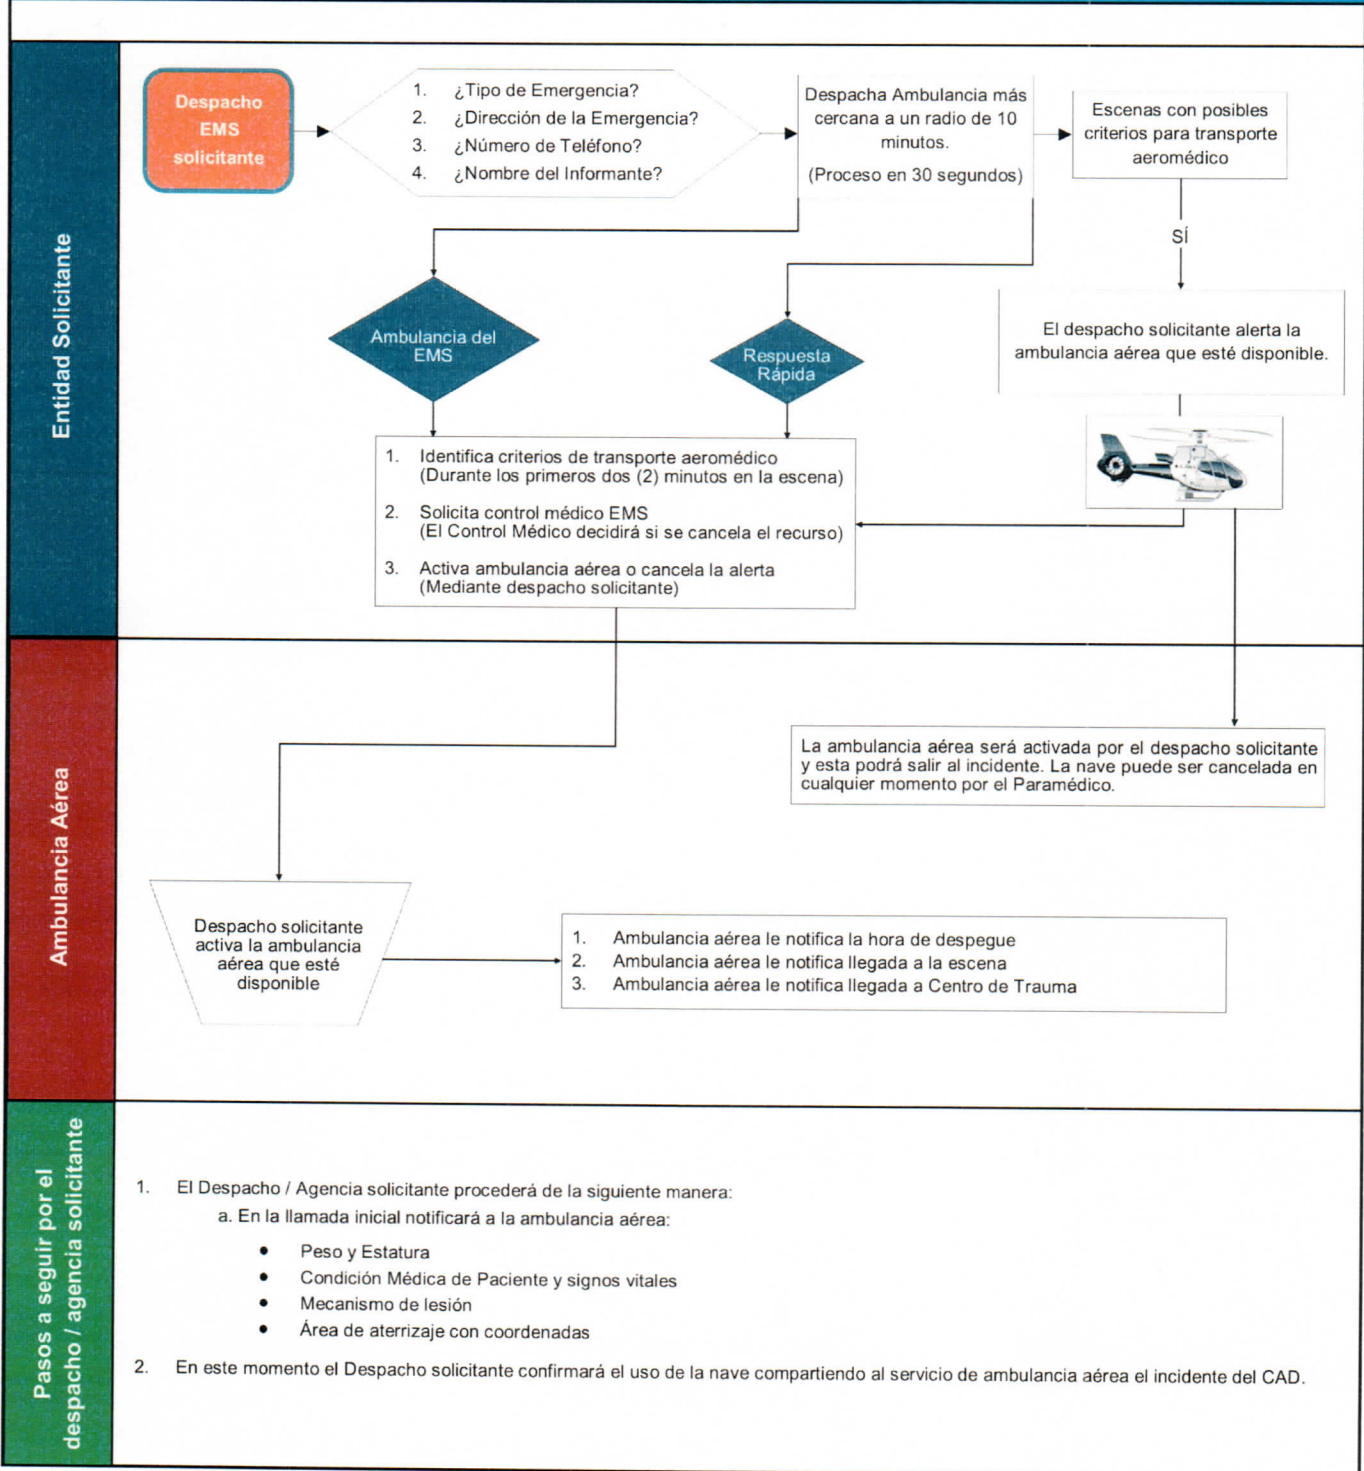 Entidad Solicitante
Despacho
EMS
solicitante
1. ¿Tipo de Emergencia?
2. ¿Dirección de la Emergencia?
3. ¿Número de Teléfono?
4. ¿Nombre del Informante?
Despacha Ambulancia más
cercana a un radio de 10
minutos.
(Proceso en 30 segundos)
Escenas con posibles
criterios para transporte
aeromédico
SÍ
El despacho solicitante alerta la
ambulancia aérea que esté disponible.
Ambulancia del
EMS
Respuesta
Rápida
1. Identifica criterios de transporte aeromédico
(Durante los primeros dos (2) minutos en la escena)
2. Solicita control médico EMS
(El Control Médico decidirá si se cancela el recurso)
3. Activa ambulancia aérea o cancela la alerta
(Mediante despacho solicitante)
Ambulancia Aérea
La ambulancia aérea será activada por el despacho solicitante
y esta podrá salir al incidente. La nave puede ser cancelada en
cualquier momento por el Paramédico.
Despacho solicitante
activa la ambulancia
aérea que esté
disponible
1. Ambulancia aérea le notifica la hora de despegue
2. Ambulancia aérea le notifica llegada a la escena
3. Ambulancia aérea le notifica llegada a Centro de Trauma
Pasos a seguir por el
despacho / agencia solicitante
1. El Despacho / Agencia solicitante procederá de la siguiente manera:
a. En la llamada inicial notificará a la ambulancia aérea:
• Peso y Estatura
• Condición Médica de Paciente y signos vitales
• Mecanismo de lesión
• Área de aterrizaje con coordenadas
2. En este momento el Despacho solicitante confirmará el uso de la nave compartiendo al servicio de ambulancia aérea el incidente del CAD.